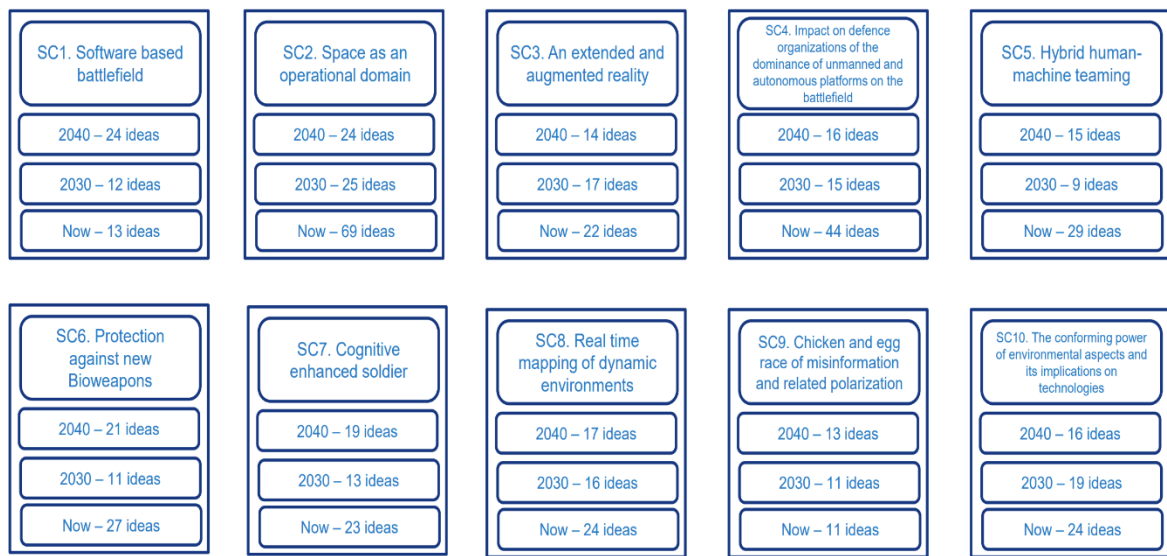 SC1. Software based
battlefield
2040 – 24 ideas
2030 – 12 ideas
Now – 13 ideas
SC2. Space as an
operational domain
2040 – 24 ideas
2030 – 25 ideas
Now – 69 ideas
SC3. An extended and
augmented reality
2040 – 14 ideas
2030 – 17 ideas
Now – 22 ideas
SC4. Impact on defence
organizations of the
dominance of unmanned and
autonomous platforms on the
battlefield
2040 – 16 ideas
2030 – 15 ideas
Now – 44 ideas
SC5. Hybrid human-
machine teaming
2040 – 15 ideas
2030 – 9 ideas
Now – 29 ideas
SC6. Protection
against new
Bioweapons
2040 – 21 ideas
2030 – 11 ideas
Now – 27 ideas
SC7. Cognitive
enhanced soldier
2040 – 19 ideas
2030 – 13 ideas
Now – 23 ideas
SC8. Real time
mapping of dynamic
environments
2040 – 17 ideas
2030 – 16 ideas
Now – 24 ideas
SC9. Chicken and egg
race of misinformation
and related polarization
2040 – 13 ideas
2030 – 11 ideas
Now – 11 ideas
SC10. The conforming power
of environmental aspects and
its implications on
technologies
2040 – 16 ideas
2030 – 19 ideas
Now – 24 ideas